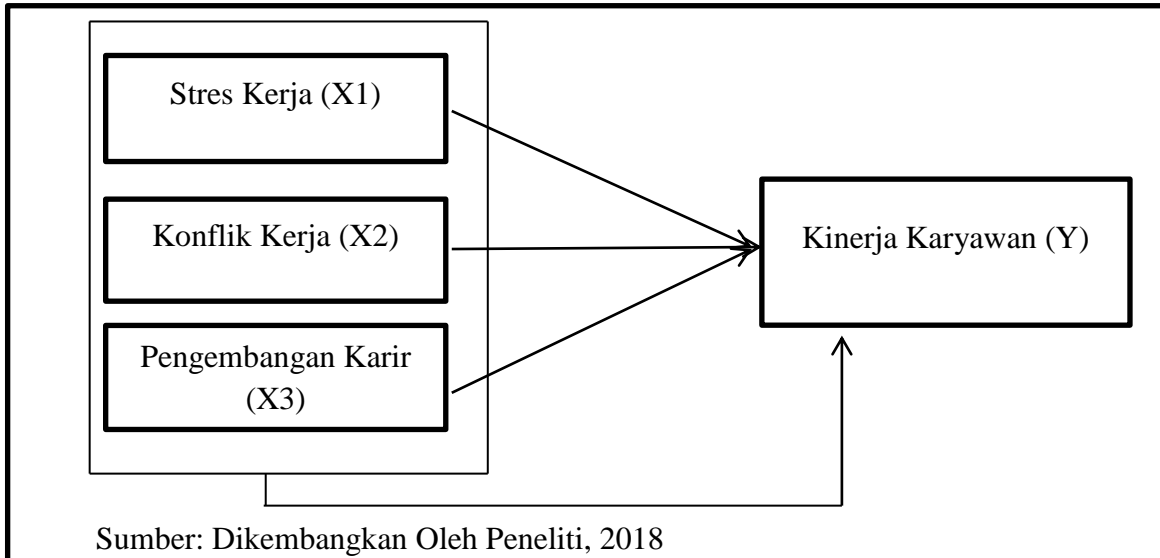 Stres Kerja (X1)
Konflik Kerja (X2)
Kinerja Karyawan (Y)
Pengembangan Karir
(X3)
Sumber: Dikembangkan Oleh Peneliti, 2018